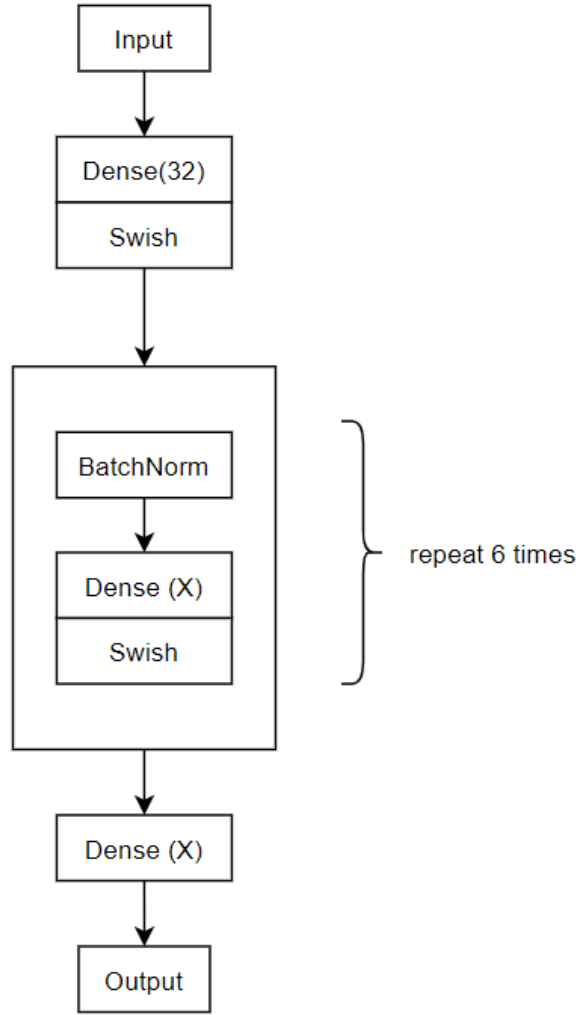 Input
Dense(32)
Swish
BatchNorm
Dense (X)
Swish
repeat 6 times
Dense (X)
Output